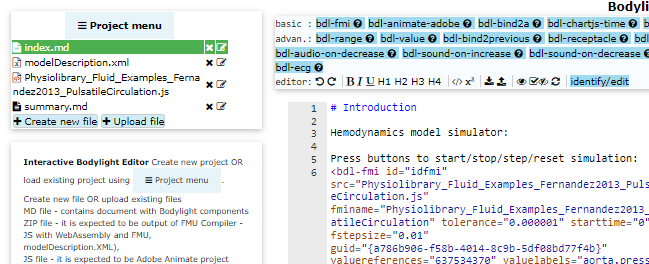 Bodyli
Project menu
index.md
modelDescription.xml
Physiolibrary_Fluid_Examples_Ferna
ndez2013_PulsatileCirculation.js
summary.md
Create new file Upload file
Interactive Bodylight Editor Create new project OR
load existing project using Project menu .
Create new file OR upload existing files
MD file - contains document with Bodylight components
ZIP file - it is expected to be output of FMU Compiler -
JS with WebAssembly and FMU,
modelDescription.XML),
JS file - it is expected to be Adobe Animate project
basic : bdl-fmi bdl-animate-adobe bdl-bind2a bdl-chartjs-time
advan.: bdl-range bdl-value bdl-bind2previous bdl-receptacle
bdl-audio-on-decrease bdl-sound-on-increase bdl-sound-on-decrease
bdl-ecg
editor: B I U H1 H2 H3 H4 </> x² identify/edit
1 # Introduction
2
3 Hemodynamics model simulator:
4
5 Press buttons to start/stop/step/reset simulation:
6 <bdl-fmi id="idfmi"
src="Physiolibrary_Fluid_Examples_Fernandez2013_Puls
eCirculation.js"
fminame="Physiolibrary_Fluid_Examples_Fernandez2013_
atileCirculation" tolerance="0.000001" starttime="0"
fstepsize="0.01"
guid="{a786b906-f58b-4014-8c9b-5df08bd77f4b}"
valuereferences="637534370" valuelabels="aorta.press